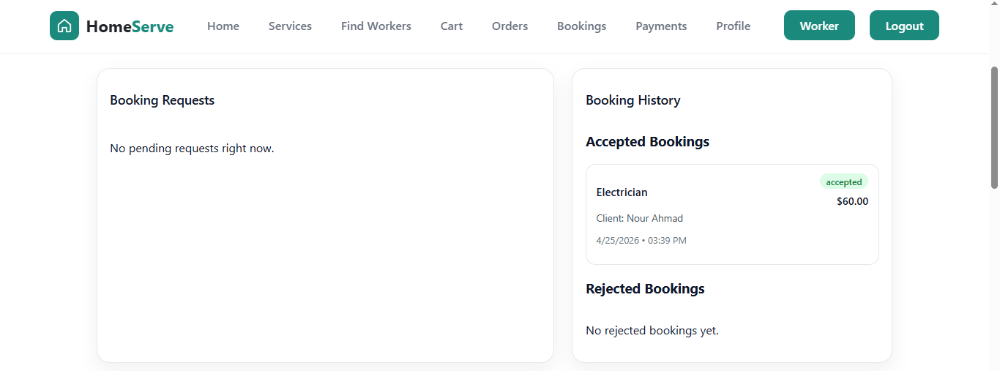 HomeServe Home Services Find Workers Cart Orders Bookings Payments Profile Worker Logout
Booking Requests
No pending requests right now.
Booking History
Accepted Bookings
accepted
Electrician
$60.00
Client: Nour Ahmad
4/25/2026 • 03:39 PM
Rejected Bookings
No rejected bookings yet.